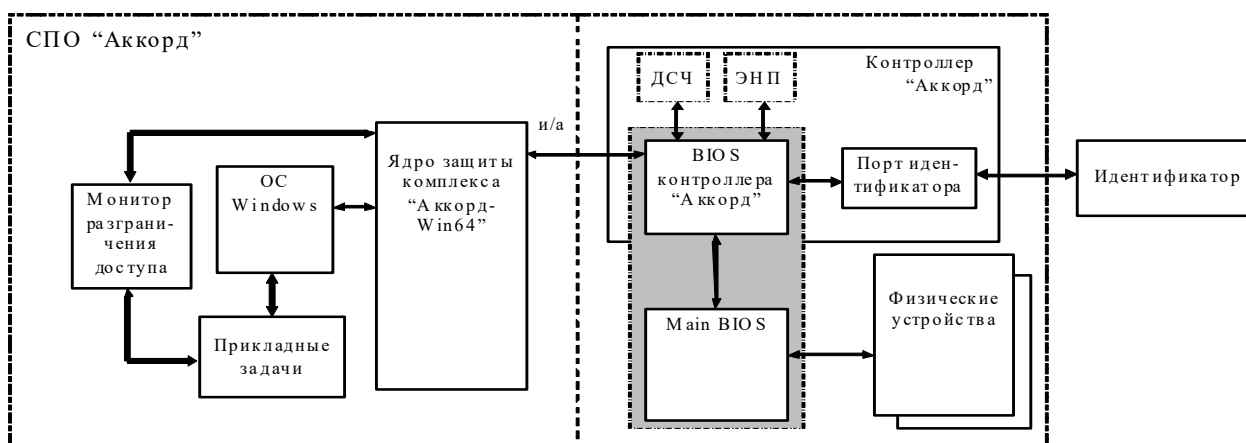 СПО “Аккорд”
ДСЧ
ЭНП
Контроллер
“Аккорд”
и/а
Ядро защиты
комплекса
“Аккорд-
Win64”
BIOS
контроллера
“Аккорд”
Порт иден-
тификатора
Идентификатор
ОС
Windows
Монитор
разграни-
чения
доступа
Физические
устройства
Main BIOS
Прикладные
задачи